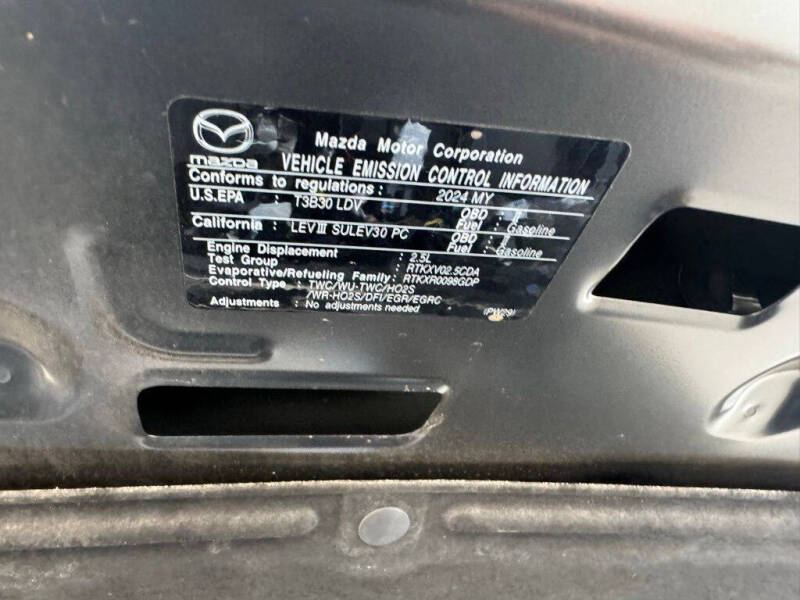 Mazda Motor Corporation
mazda VEHICLE EMISSION CONTROL INFORMATION
Conforms to regulations : 2024 MY
U.S.EPA : T3B30 LDV OBD : II
Fuel : Gasoline
California : LEVIII SULEV30 PC OBD : II
Fuel : Gasoline
Engine Displacement : 2.5L
Test Group : RTKXV02.5CDA
Evaporative/Refueling Family : RTKXR0098GDP
Control Type : TWC/WU-TWC/HO2S
/WR-HO2S/DFI/EGR/EGRC
Adjustments : No adjustments needed
(PW29)